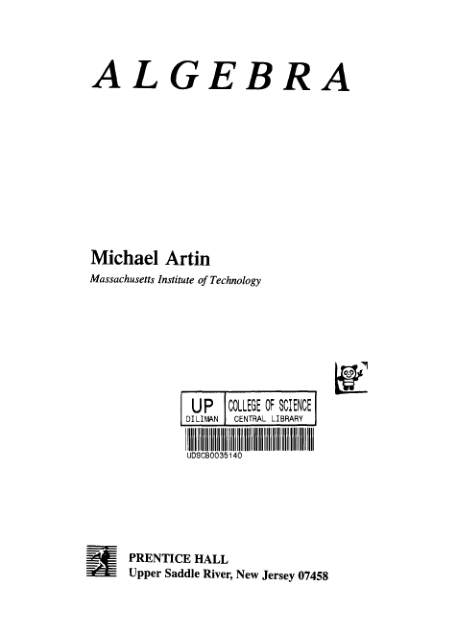 ALGEBRA
Michael Artin
Massachusetts Institute of Technology
UP
DILIMAN
COLLEGE OF SCIENCE
CENTRAL LIBRARY
UDSCB0035140
PRENTICE HALL
Upper Saddle River, New Jersey 07458